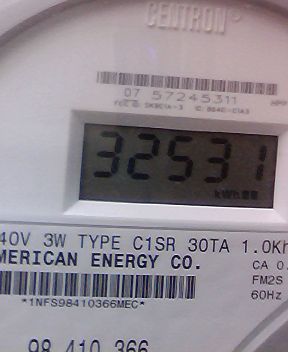 CENTRON®
07 57245311
32531
kWh
40V 3W TYPE C1SR 30TA 1.0Kh
MERICAN ENERGY CO.
CA 0.
*1NFS98410366MEC*
FM2S
60Hz
98 410 366